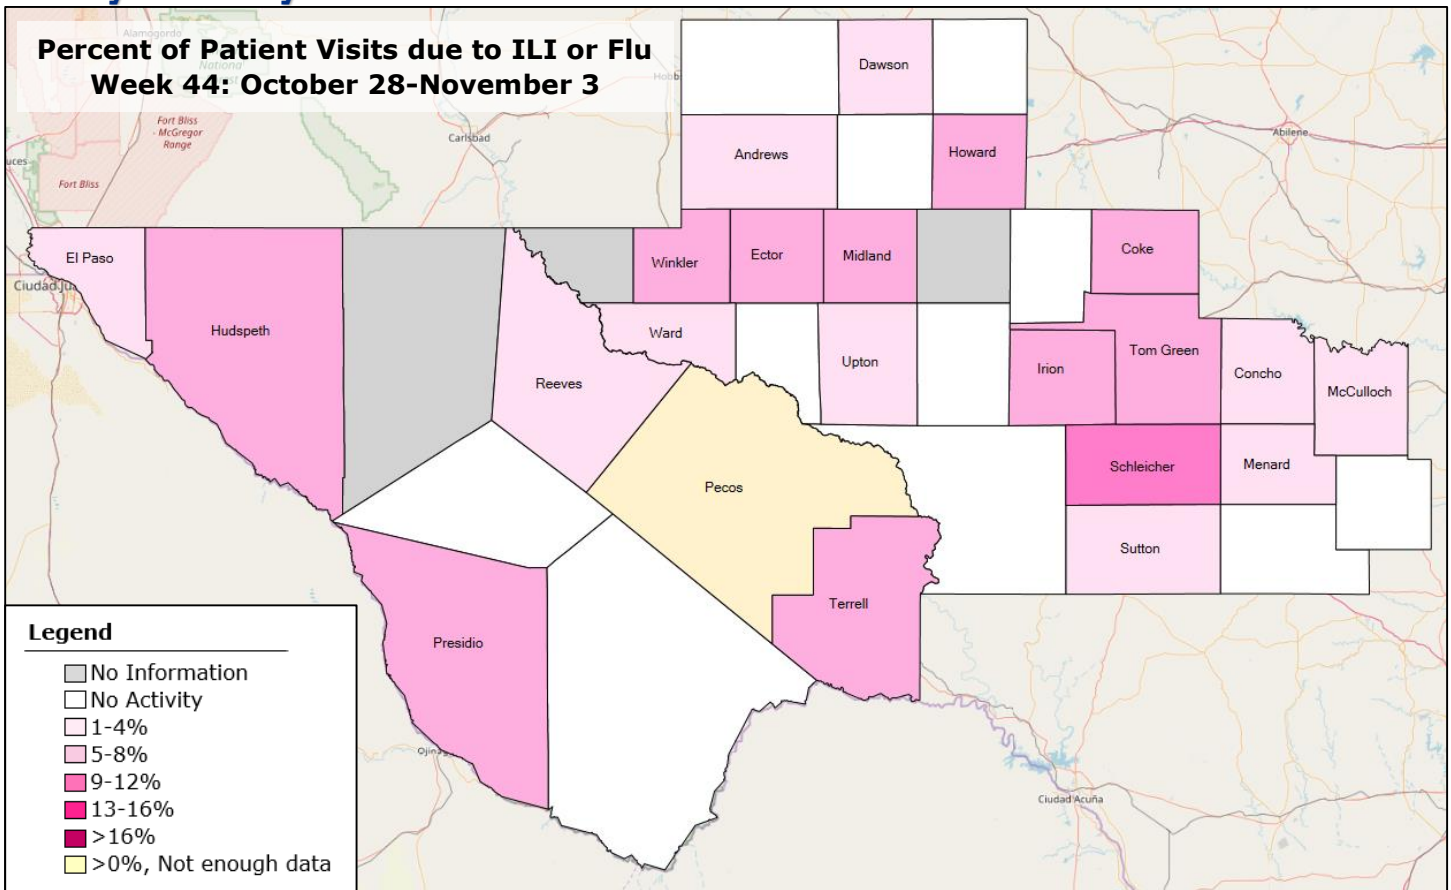 Percent of Patient Visits due to ILI or Flu
Week 44: October 28-November 3
Alamogordo
Dawson
Fort Bliss
- McGregor
Range
Carlsbad
Abilene
Andrews
Howard
uces
Fort Bliss
El Paso
Winkler
Ector
Midland
Coke
Ciudad Juá
Hudspeth
Ward
Upton
Irion
Tom Green
Concho
McCulloch
Reeves
Schleicher
Menard
Pecos
Sutton
Terrell
Presidio
Ojinag
Ciudad Acuña
Legend
No Information
No Activity
1-4%
5-8%
9-12%
13-16%
>16%
>0%, Not enough data